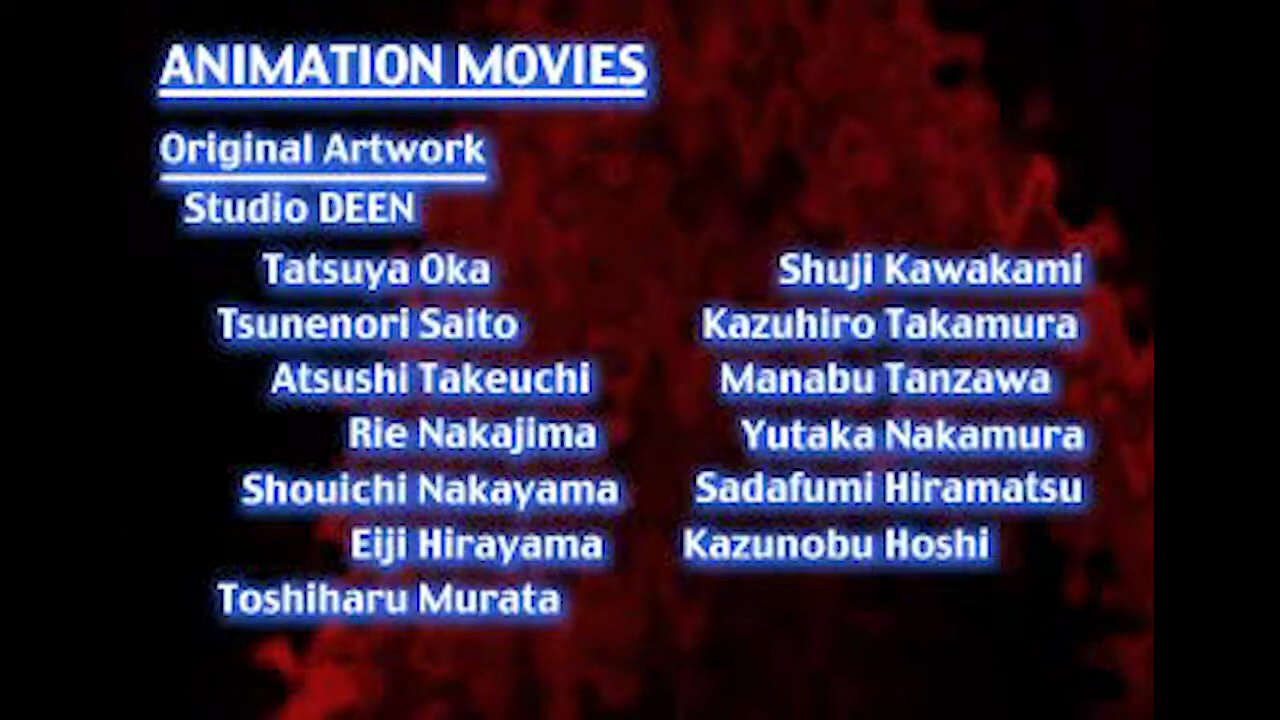 ANIMATION MOVIES
Original Artwork
Studio DEEN
Tatsuya Oka Shuji Kawakami
Tsunenori Saito Kazuhiro Takamura
Atsushi Takeuchi Manabu Tanzawa
Rie Nakajima Yutaka Nakamura
Shouichi Nakayama Sadafumi Hiramatsu
Eiji Hirayama Kazunobu Hoshi
Toshiharu Murata